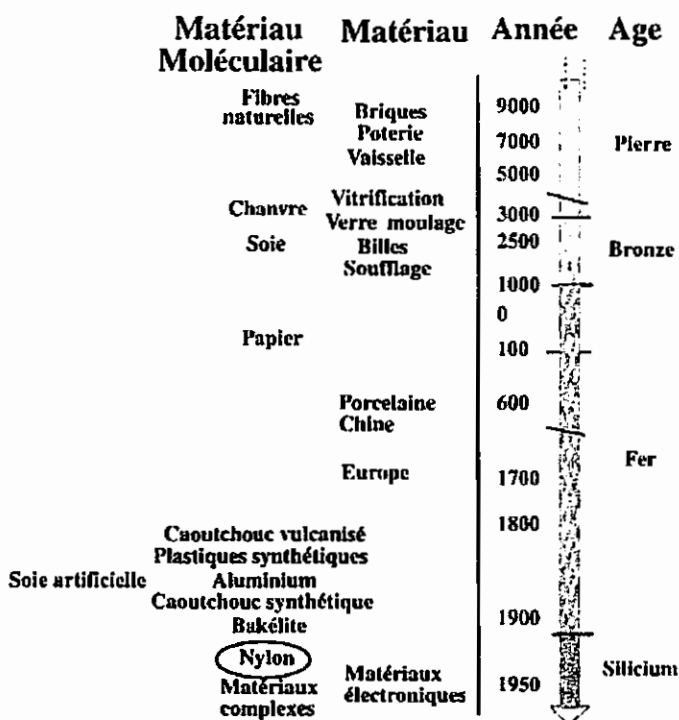 Matériau Matériau Année Age
Moléculaire
Fibres
naturelles
Briques
Poterie
Vaisselle
9000
7000
5000
Pierre
Chanvre
Vitrification
Verre moulage
3000
Soie
Billes
Soufflage
2500
1000
Bronze
0
Papier
100
Porcelaine
Chine
600
Europe
1700
Fer
1800
Caoutchouc vulcanisé
Plastiques synthétiques
Soie artificielle Aluminium
Caoutchouc synthétique
Bakélite
1900
Nylon
Matériaux
complexes
Matériaux
électroniques
1950
Silicium